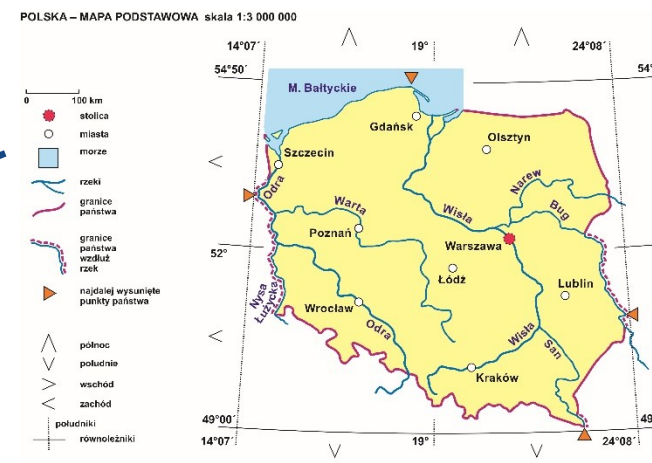 POLSKA – MAPA PODSTAWOWA skala 1:3 000 000
14°07´ 19° 24°08´
54°50´ 54°
0 100 km
stolica
miasta
morze
rzeki
granice
państwa
granice
państwa
wzdłuż
rzek
najdalej wysunięte
punkty państwa
północ
południe
wschód
zachód
południki
równoleżniki
M. Bałtyckie
Gdańsk
Olsztyn
Szczecin
Odra
Narew
Warta
Wisła
Bug
Poznań
Warszawa
52°
Łódź
Nysa
Łużycka
Lublin
Wrocław
Odra
Wisła
San
Kraków
49°00´ 49
14°07´ 19° 24°08´